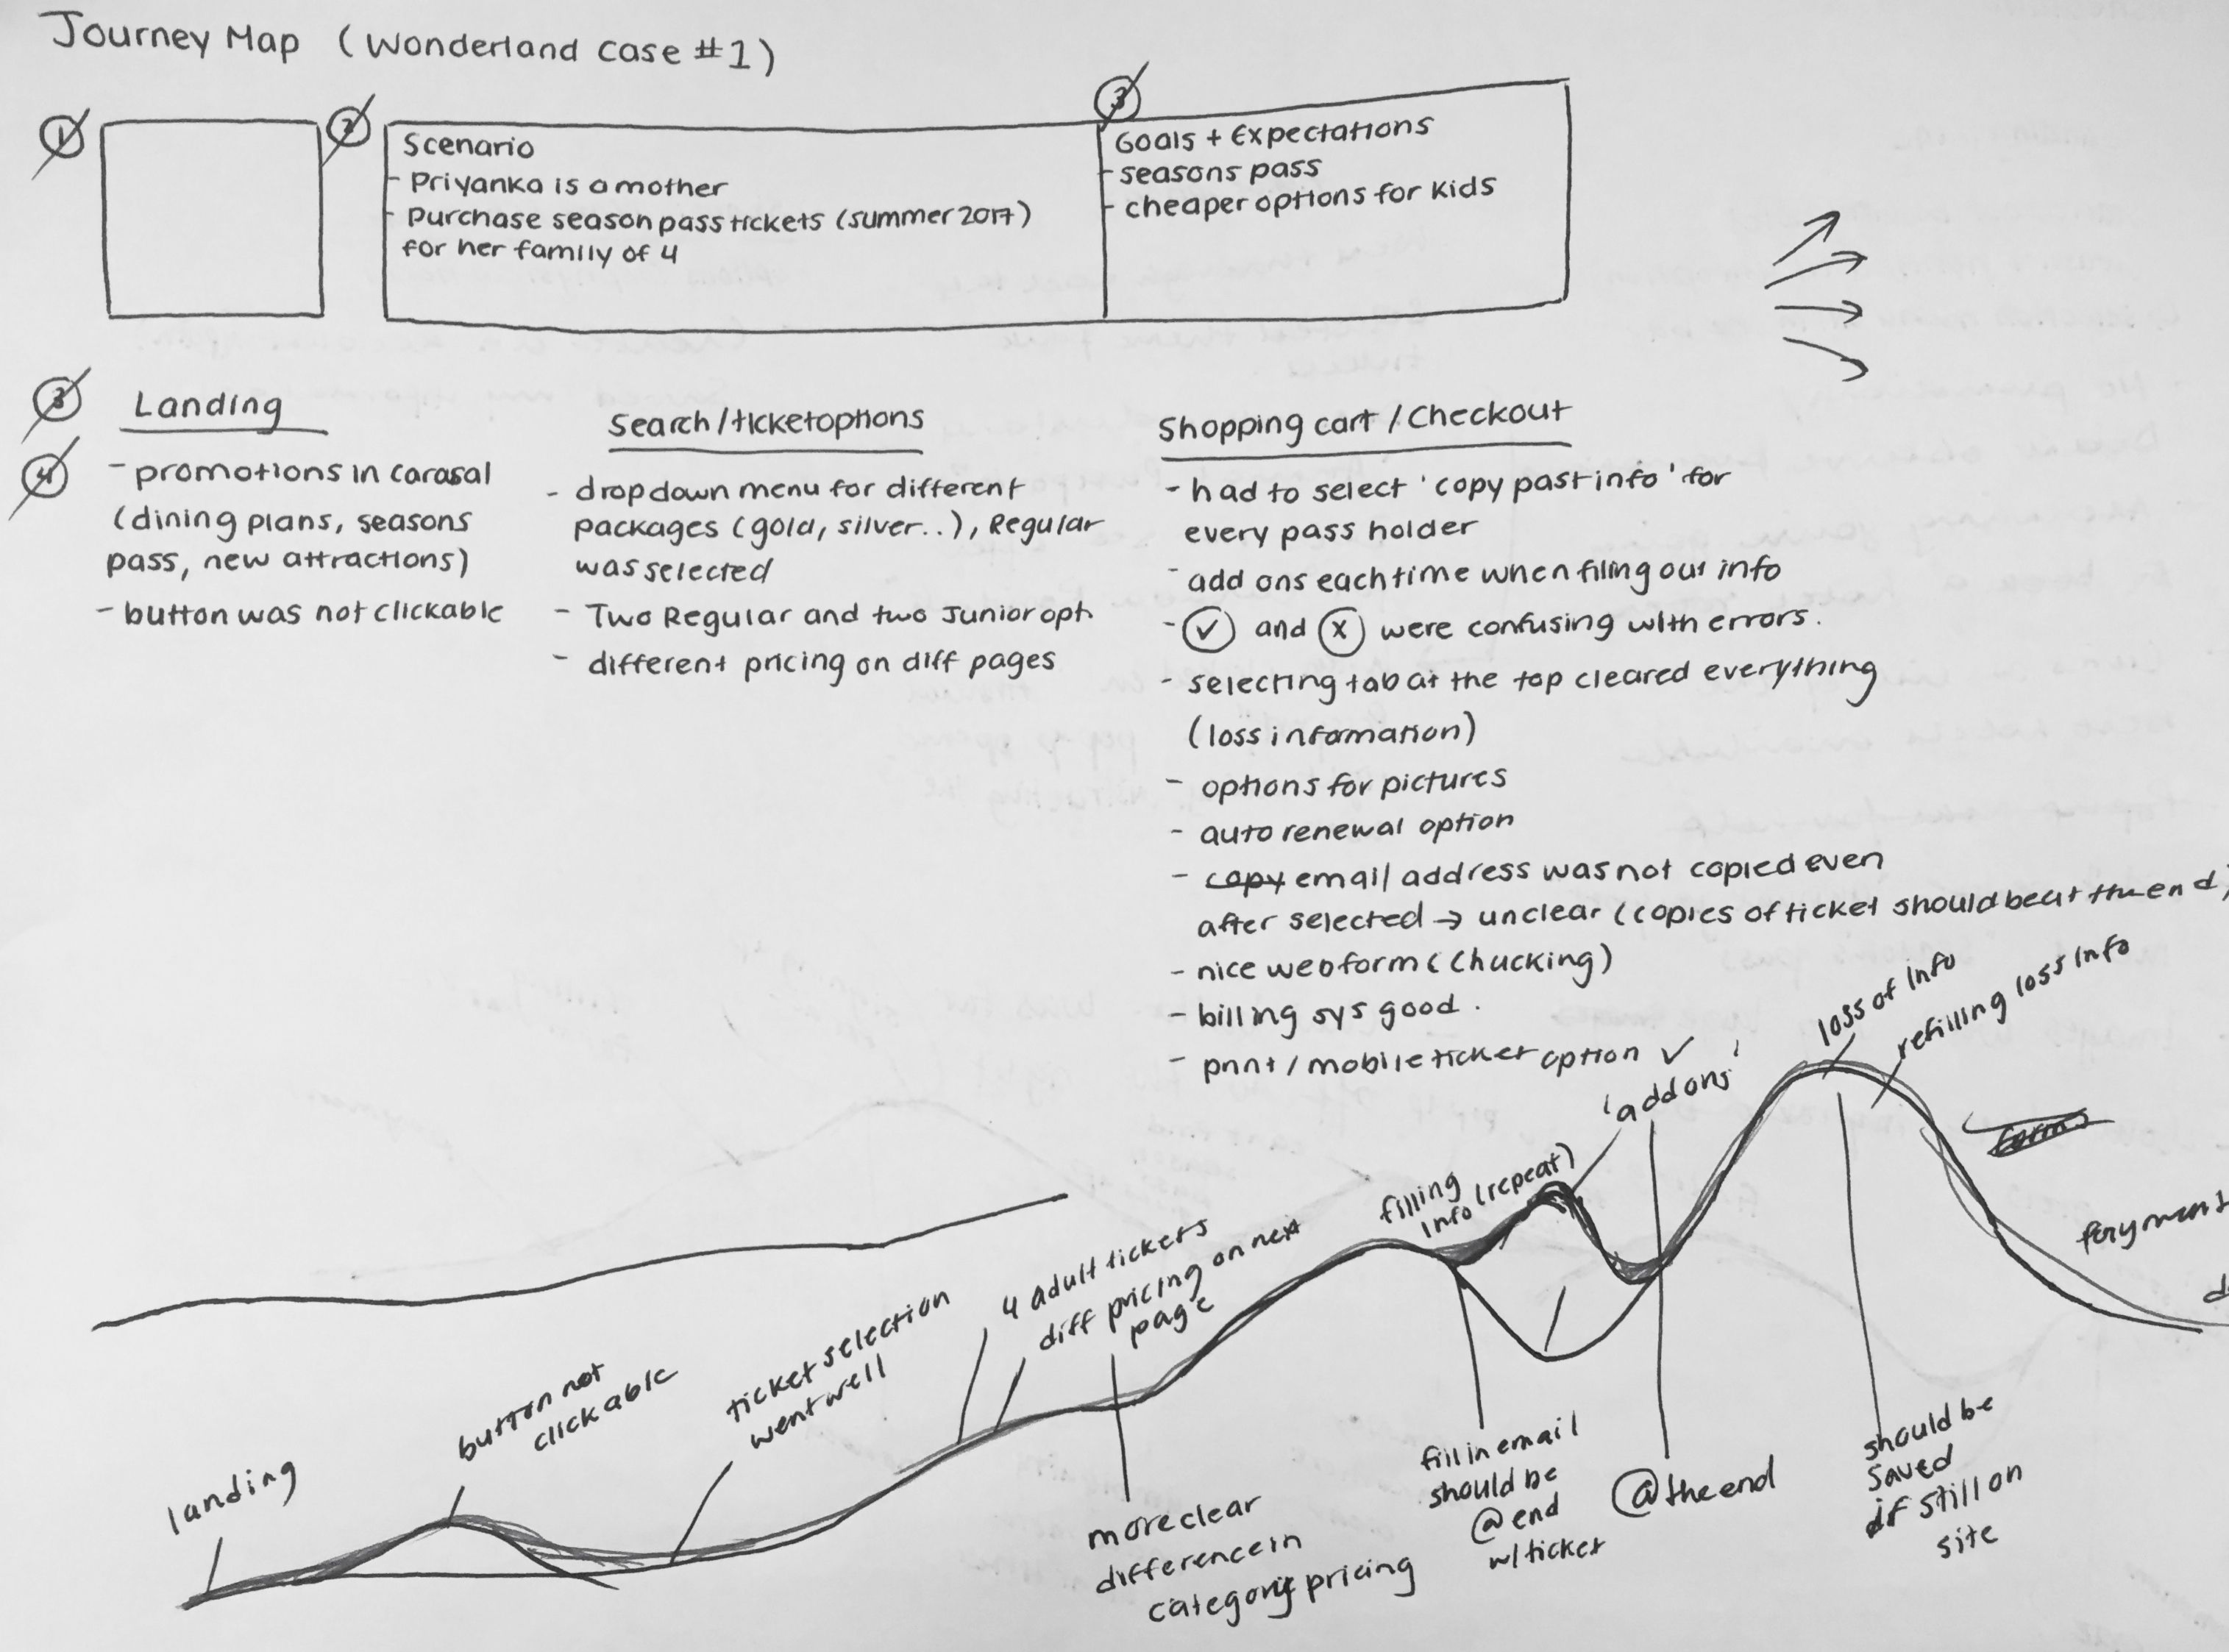 Journey Map (Wonderland case #1)
1
2
Scenario
- Priyanka is a mother
- Purchase season pass tickets (summer 2017)
for her family of 4
3
Goals + Expectations
- seasons pass
- cheaper options for kids
3
Landing
4
- promotions in carasal
(dining plans, seasons
pass, new attractions)
- button was not clickable
Search/ticket options
- drop down menu for different
packages (gold, silver..), Regular
was selected
- Two Regular and two Junior opt.
- different pricing on diff pages
Shopping cart / Checkout
- had to select 'copy past info' for
every pass holder
- add ons each time when filing out info
- ✓ and x were confusing with errors.
- selecting tab at the top cleared everything
(loss information)
- options for pictures
- auto renewal option
- copy email address was not copied even
after selected → unclear (copies of ticket should be at the end)
- nice web form (Chucking)
- billing sys good.
- print / mobile ticket option ✓
landing
button not
clickable
ticket selection
went well
4 adult tickets
diff pricing on next
page
filling
info (repeat)
'add ons'
loss of info
refilling loss info
forms
more clear
difference in
category pricing
fill in email
should be
@ end
w/ ticket
@ the end
should be
saved
if still on
site